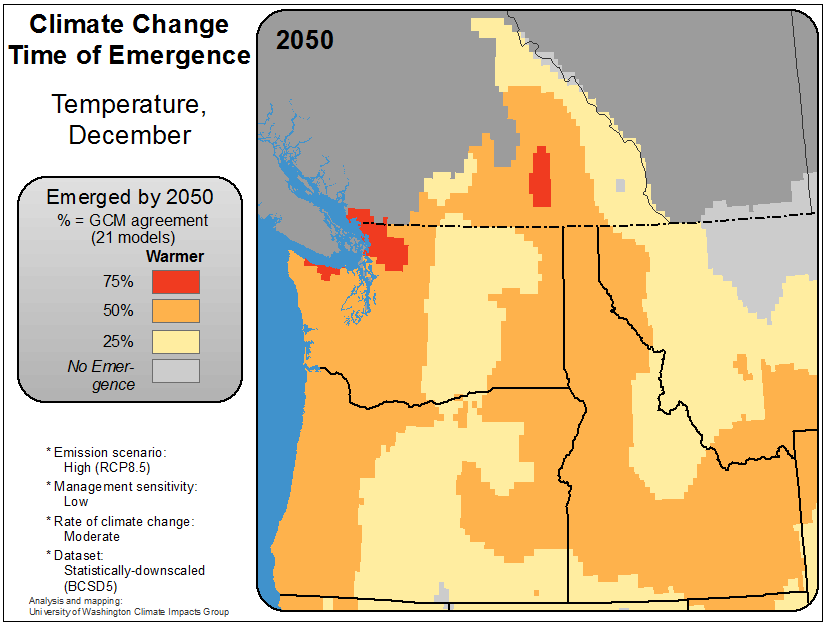 Climate Change
Time of Emergence
Temperature,
December
2050
Emerged by 2050
% = GCM agreement
(21 models)
Warmer
75%
50%
25%
No Emer-
gence
* Emission scenario:
High (RCP8.5)
* Management sensitivity:
Low
* Rate of climate change:
Moderate
* Dataset:
Statistically-downscaled
(BCSD5)
Analysis and mapping:
University of Washington Climate Impacts Group